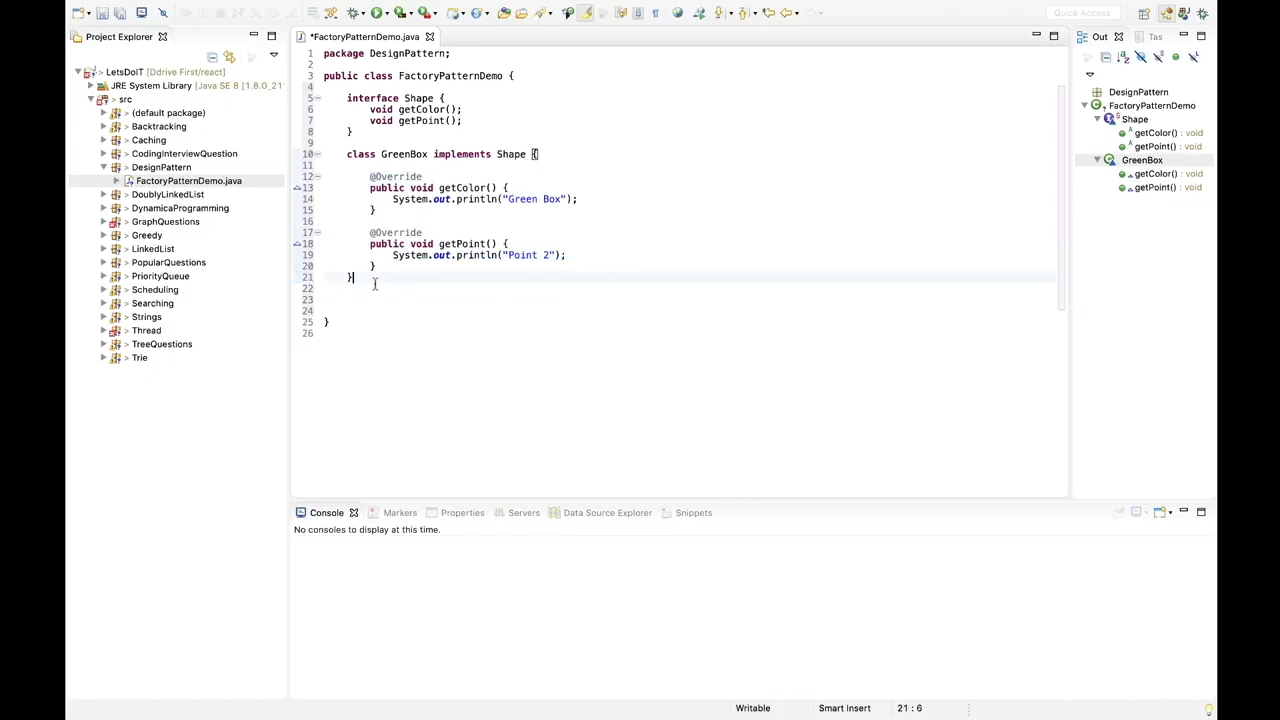 Quick Access
Project Explorer
LetsDoIT [Ddrive First/react]
JRE System Library [Java SE 8 [1.8.0_21
> src
> (default package)
> Backtracking
> Caching
> CodingInterviewQuestion
> DesignPattern
> FactoryPatternDemo.java
> DoublyLinkedList
> DynamicaProgramming
> GraphQuestions
> Greedy
> LinkedList
> PopularQuestions
> PriorityQueue
> Scheduling
> Searching
> Strings
> Thread
> TreeQuestions
> Trie
*FactoryPatternDemo.java
1 package DesignPattern;
2
3 public class FactoryPatternDemo {
4
5 interface Shape {
6 void getColor();
7 void getPoint();
8 }
9
10 class GreenBox implements Shape {
11
12 @Override
13 public void getColor() {
14 System.out.println("Green Box");
15 }
16
17 @Override
18 public void getPoint() {
19 System.out.println("Point 2");
20 }
21 }
22
23
24
25 }
26
Out
Tas
DesignPattern
FactoryPatternDemo
Shape
getColor() : void
getPoint() : void
GreenBox
getColor() : void
getPoint() : void
Console
Markers
Properties
Servers
Data Source Explorer
Snippets
No consoles to display at this time.
Writable
Smart Insert
21 : 6